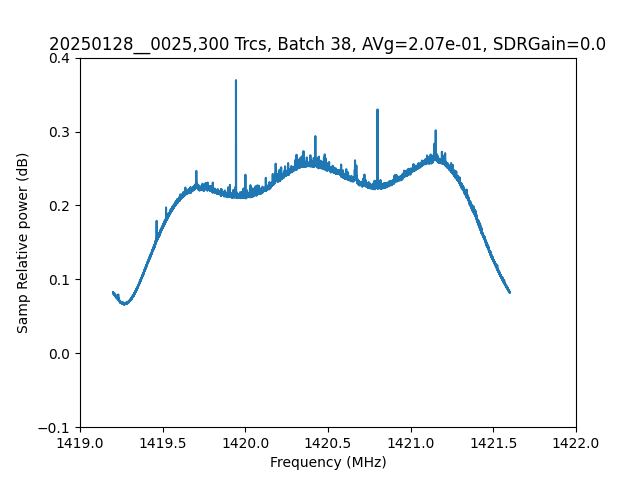 20250128__0025,300 Trcs, Batch 38, AVg=2.07e-01, SDRGain=0.0
0.4
0.3
0.2
0.1
0.0
−0.1
Samp Relative power (dB)
1419.0 1419.5 1420.0 1420.5 1421.0 1421.5 1422.0
Frequency (MHz)